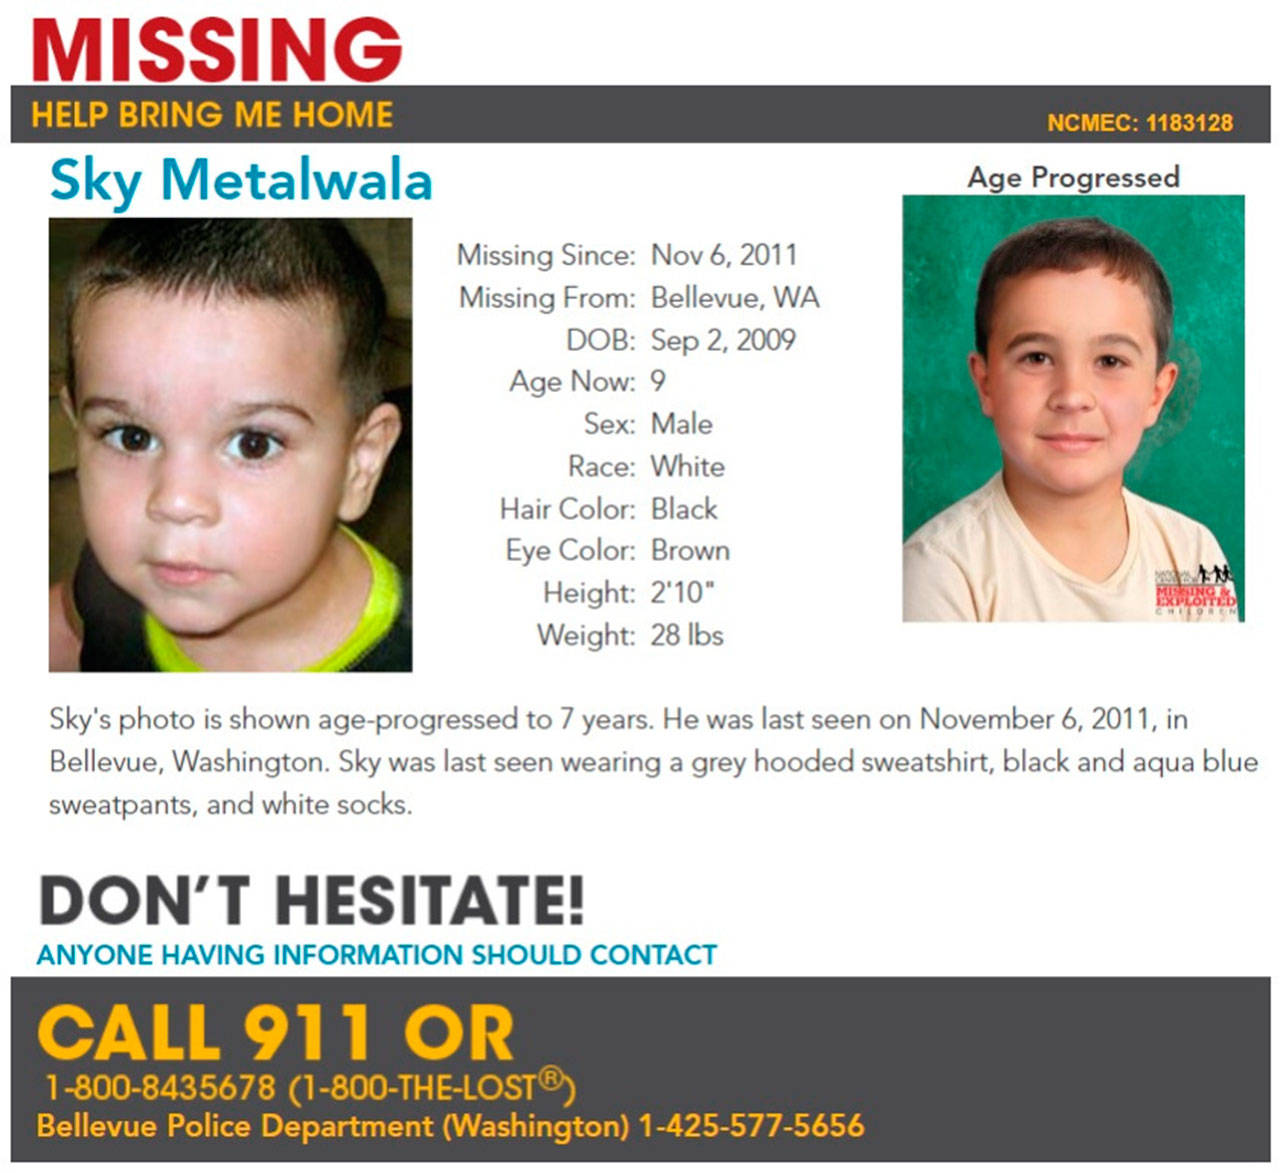 MISSING
HELP BRING ME HOME
NCMEC: 1183128
Sky Metalwala
Age Progressed
Missing Since: Nov 6, 2011
Missing From: Bellevue, WA
DOB: Sep 2, 2009
Age Now: 9
Sex: Male
Race: White
Hair Color: Black
Eye Color: Brown
Height: 2'10"
Weight: 28 lbs
MISSING &
EXPLOITED
CHILDREN
Sky's photo is shown age-progressed to 7 years. He was last seen on November 6, 2011, in
Bellevue, Washington. Sky was last seen wearing a grey hooded sweatshirt, black and aqua blue
sweatpants, and white socks.
DON'T HESITATE!
ANYONE HAVING INFORMATION SHOULD CONTACT
CALL 911 OR
1-800-8435678 (1-800-THE-LOST®)
Bellevue Police Department (Washington) 1-425-577-5656